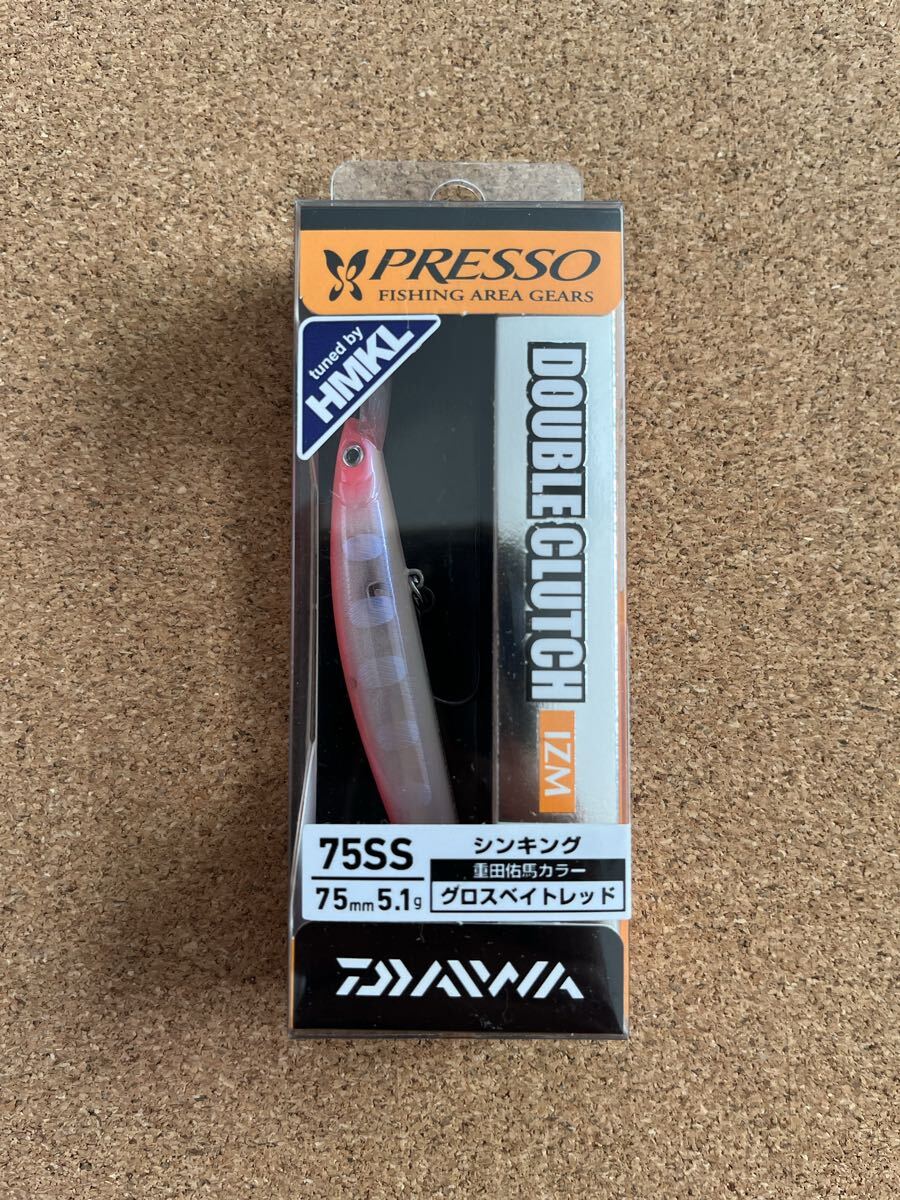 PRESSO
FISHING AREA GEARS
tuned by
HMKL
DOUBLE CLUTCH
IZM
75SS
75mm 5.1g
シンキング
重田佑馬カラー
グロスベイトレッド
DAIWA